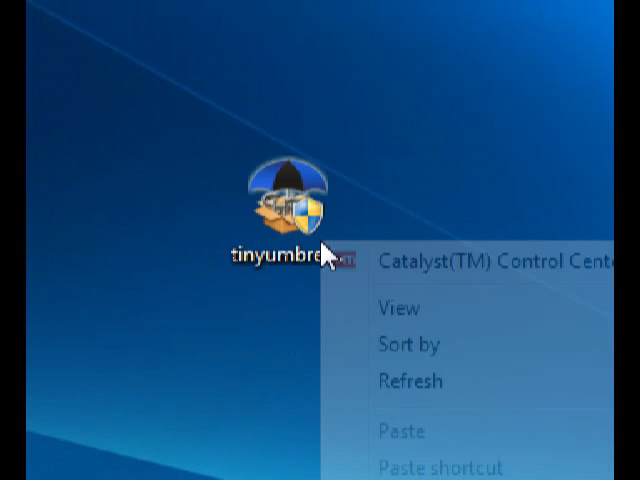 tinyumbre
Catalyst(TM) Control Cente
View
Sort by
Refresh
Paste
Paste shortcut